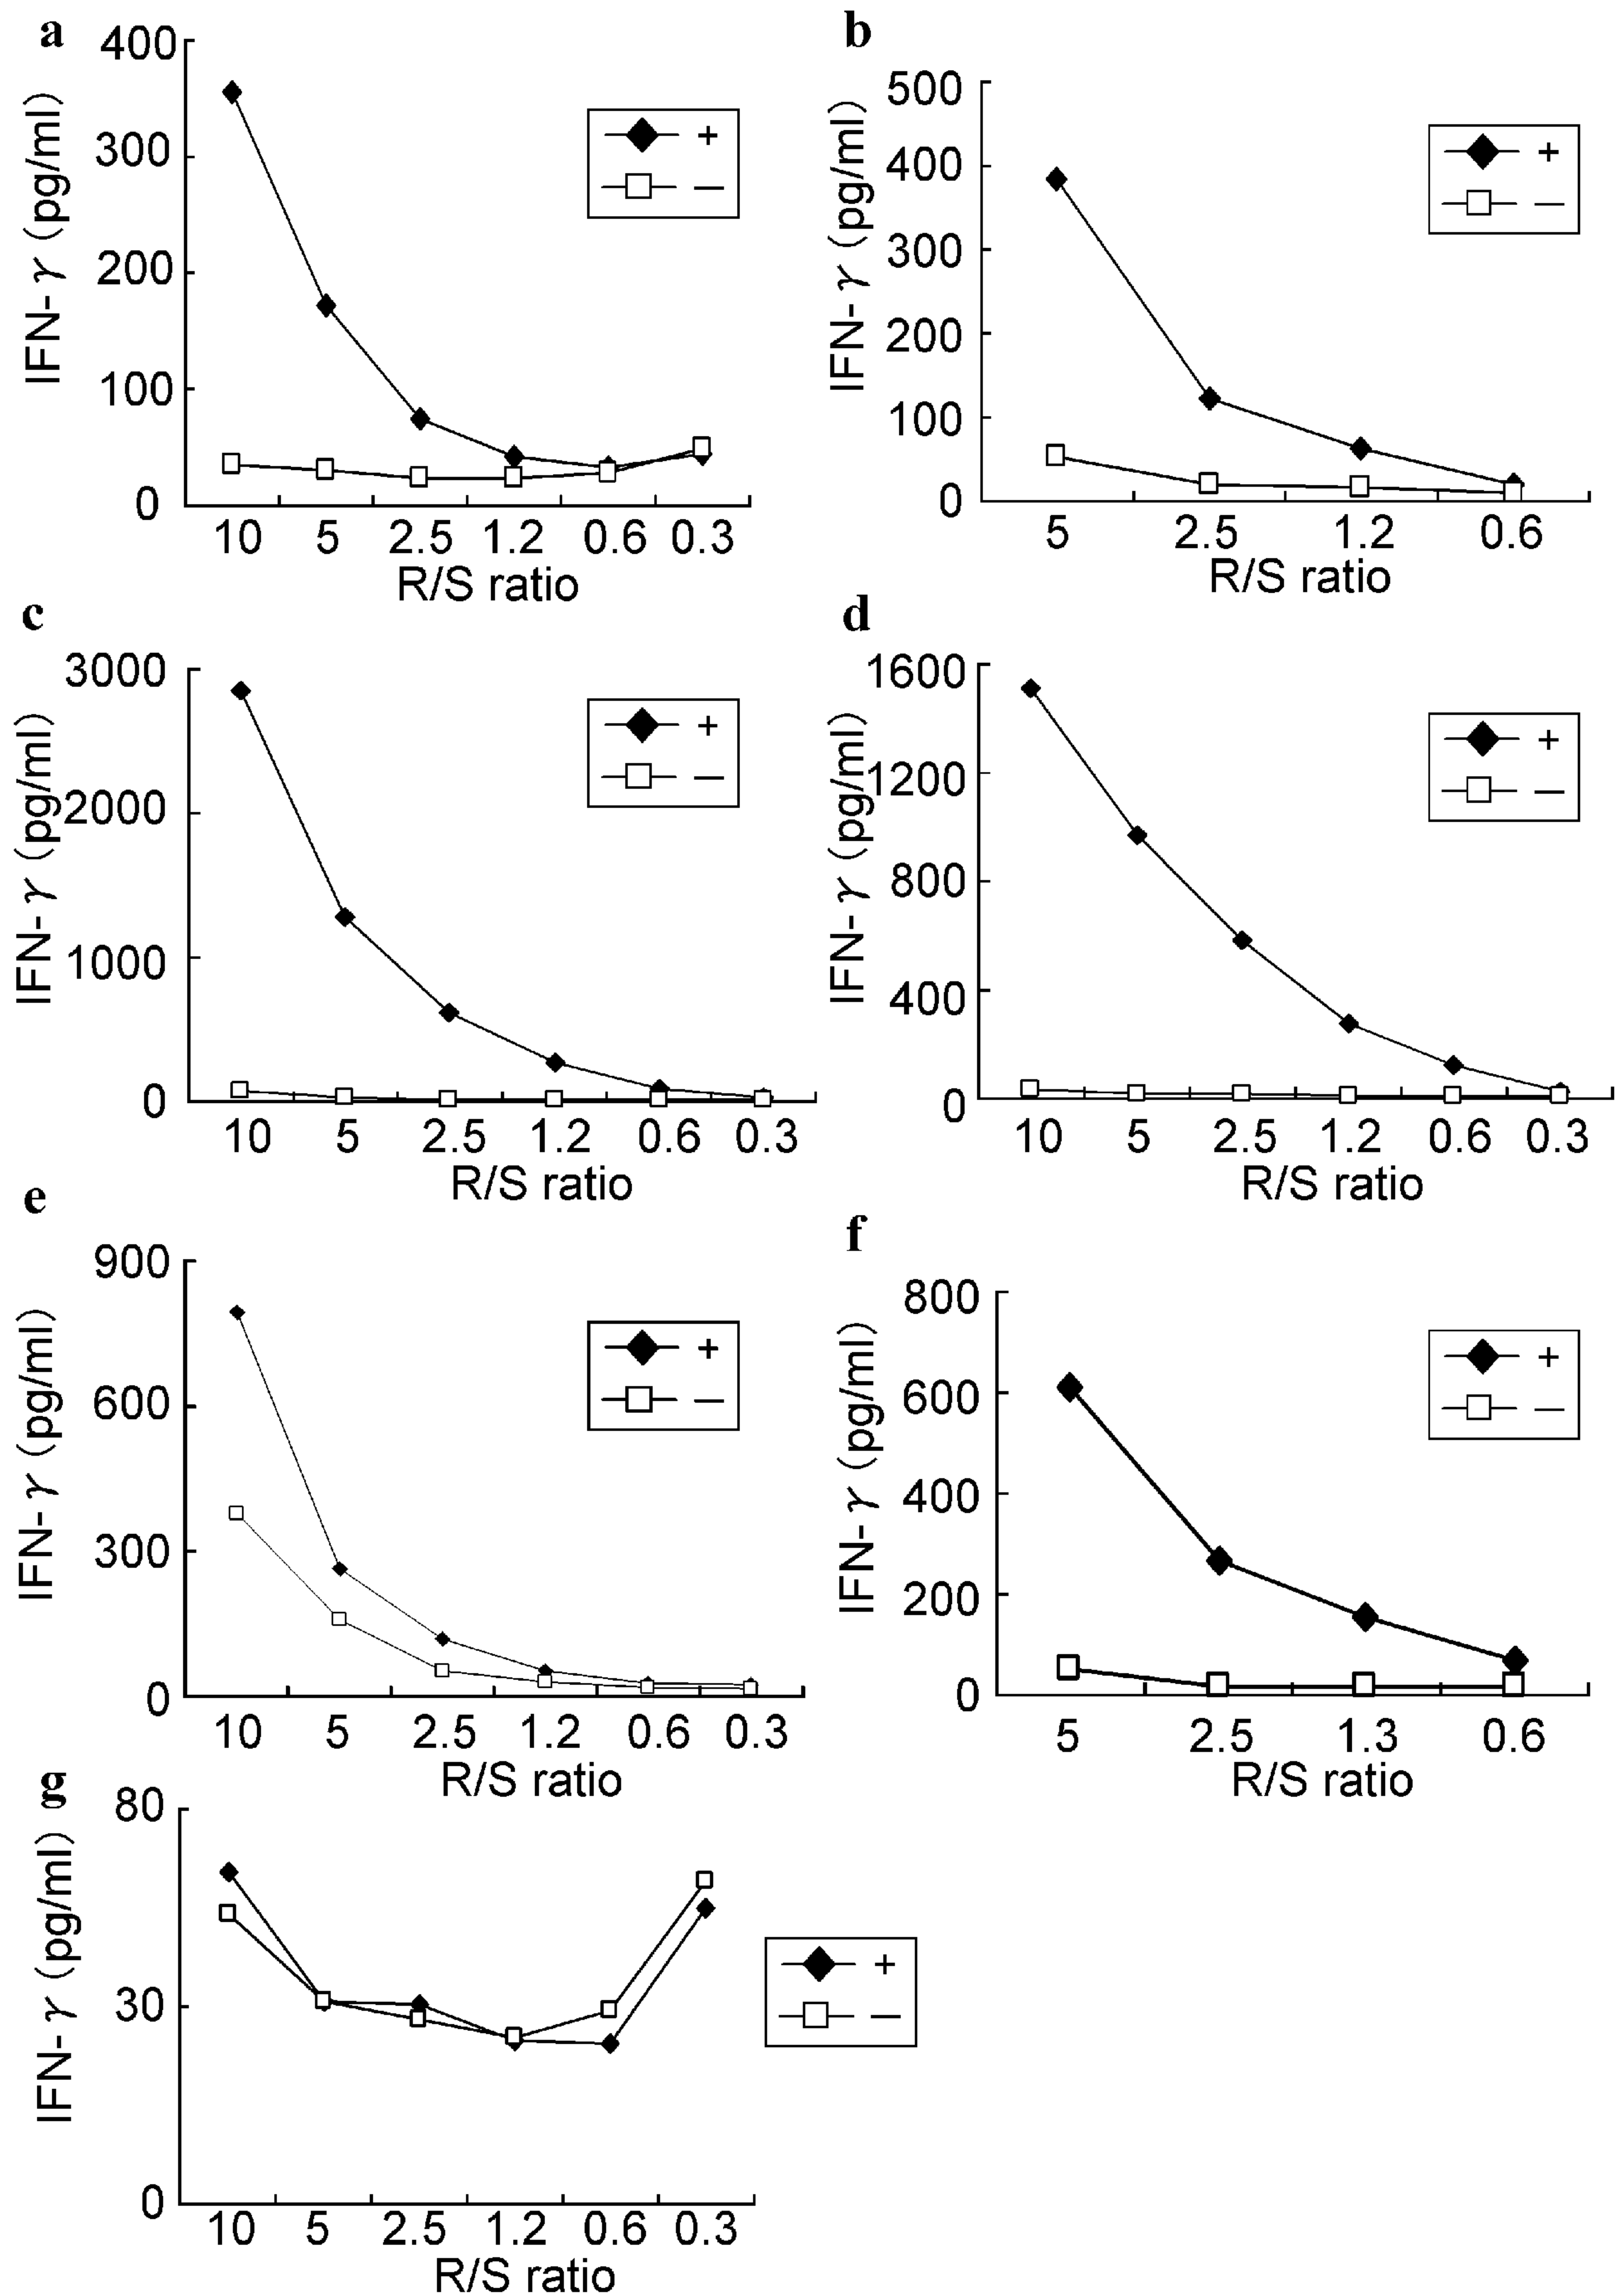 a
400
300
200
100
0
IFN-γ (pg/ml)
+
–
10 5 2.5 1.2 0.6 0.3
R/S ratio
b
500
400
300
200
100
0
IFN-γ (pg/ml)
+
–
5 2.5 1.2 0.6
R/S ratio
c
3000
2000
1000
0
IFN-γ (pg/ml)
+
–
10 5 2.5 1.2 0.6 0.3
R/S ratio
d
1600
1200
800
400
0
IFN-γ (pg/ml)
+
–
10 5 2.5 1.2 0.6 0.3
R/S ratio
e
900
600
300
0
IFN-γ (pg/ml)
+
–
10 5 2.5 1.2 0.6 0.3
R/S ratio
f
800
600
400
200
0
IFN-γ (pg/ml)
+
–
5 2.5 1.3 0.6
R/S ratio
g
80
30
0
IFN-γ (pg/ml)
+
–
10 5 2.5 1.2 0.6 0.3
R/S ratio